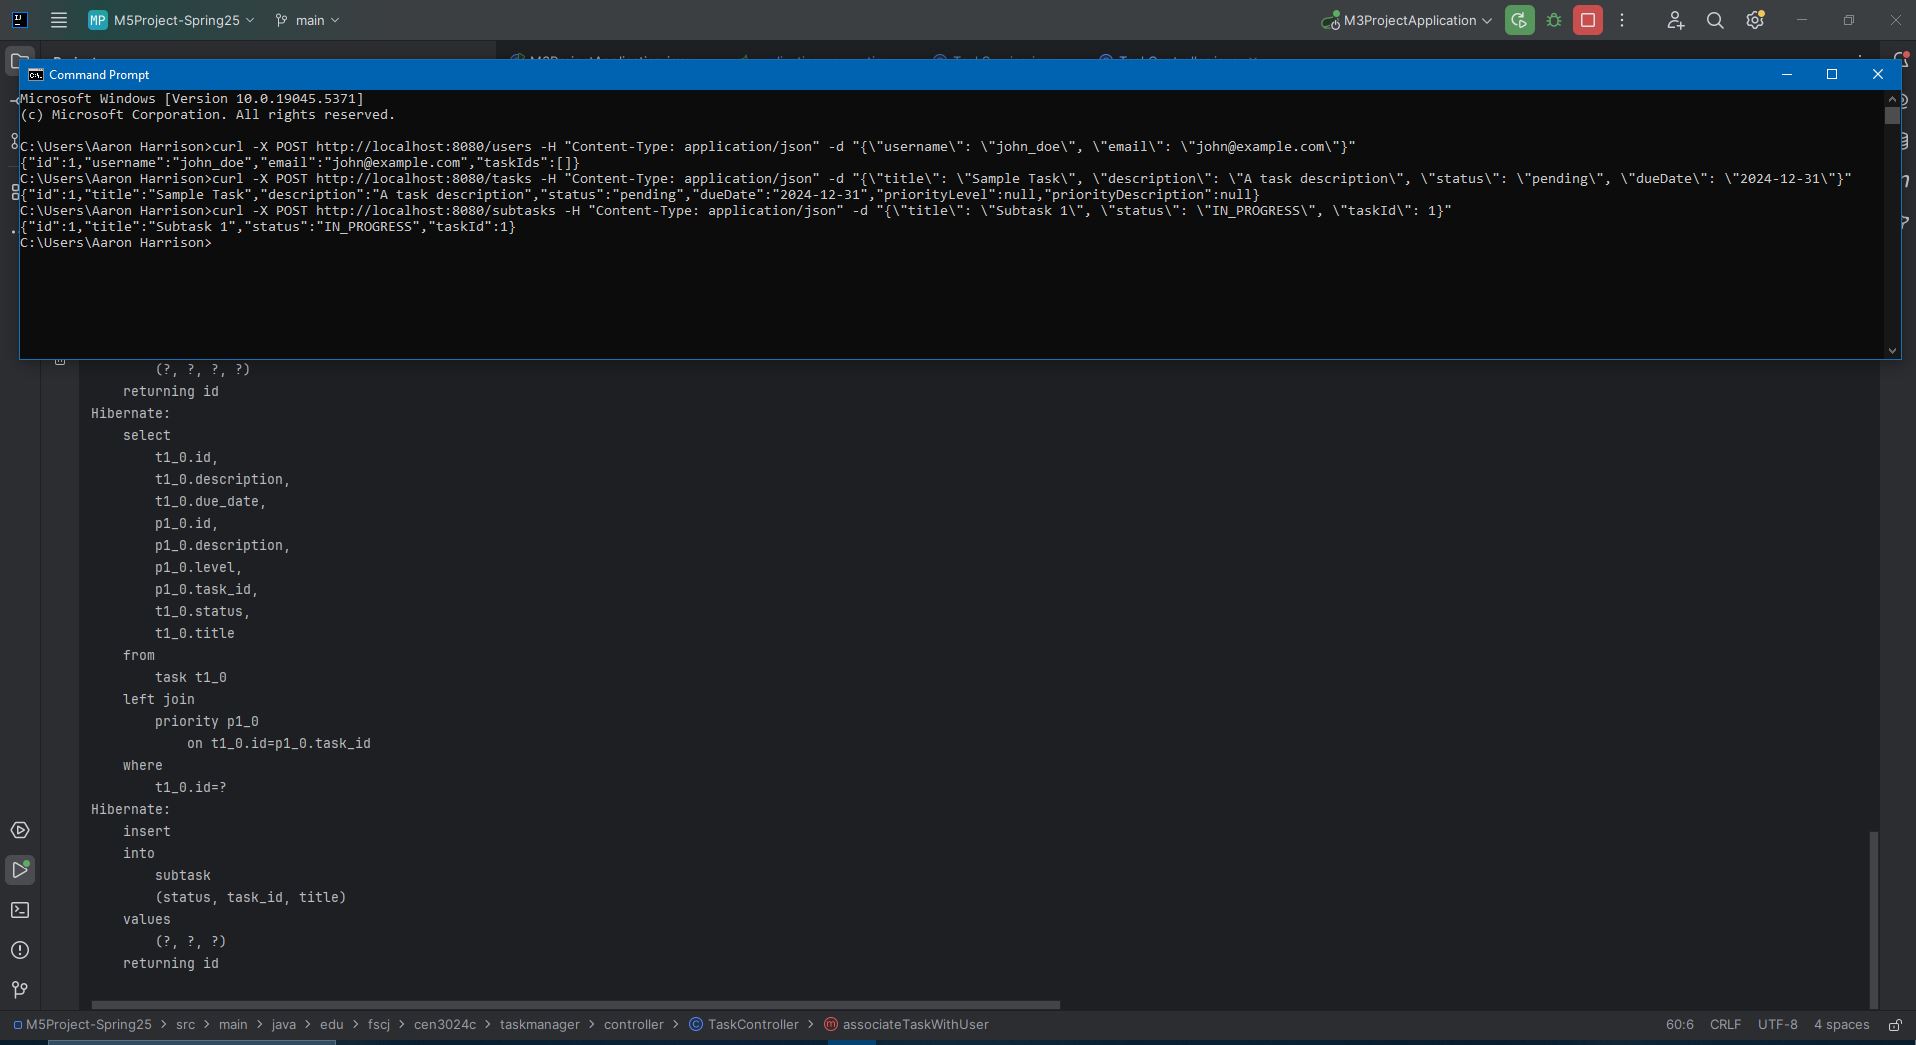 MP M5Project-Spring25 main M3ProjectApplication
Command Prompt
Microsoft Windows [Version 10.0.19045.5371]
(c) Microsoft Corporation. All rights reserved.
C:\Users\Aaron Harrison>curl -X POST http://localhost:8080/users -H "Content-Type: application/json" -d "{\"username\": \"john_doe\", \"email\": \"john@example.com\"}"
{"id":1,"username":"john_doe","email":"john@example.com","taskIds":[]}
C:\Users\Aaron Harrison>curl -X POST http://localhost:8080/tasks -H "Content-Type: application/json" -d "{\"title\": \"Sample Task\", \"description\": \"A task description\", \"status\": \"pending\", \"dueDate\": \"2024-12-31\"}"
{"id":1,"title":"Sample Task","description":"A task description","status":"pending","dueDate":"2024-12-31","priorityLevel":null,"priorityDescription":null}
C:\Users\Aaron Harrison>curl -X POST http://localhost:8080/subtasks -H "Content-Type: application/json" -d "{\"title\": \"Subtask 1\", \"status\": \"IN_PROGRESS\", \"taskId\": 1}"
{"id":1,"title":"Subtask 1","status":"IN_PROGRESS","taskId":1}
C:\Users\Aaron Harrison>
(?, ?, ?, ?)
returning id
Hibernate:
select
t1_0.id,
t1_0.description,
t1_0.due_date,
p1_0.id,
p1_0.description,
p1_0.level,
p1_0.task_id,
t1_0.status,
t1_0.title
from
task t1_0
left join
priority p1_0
on t1_0.id=p1_0.task_id
where
t1_0.id=?
Hibernate:
insert
into
subtask
(status, task_id, title)
values
(?, ?, ?)
returning id
M5Project-Spring25 > src > main > java > edu > fscj > cen3024c > taskmanager > controller > TaskController > associateTaskWithUser 60:6 CRLF UTF-8 4 spaces